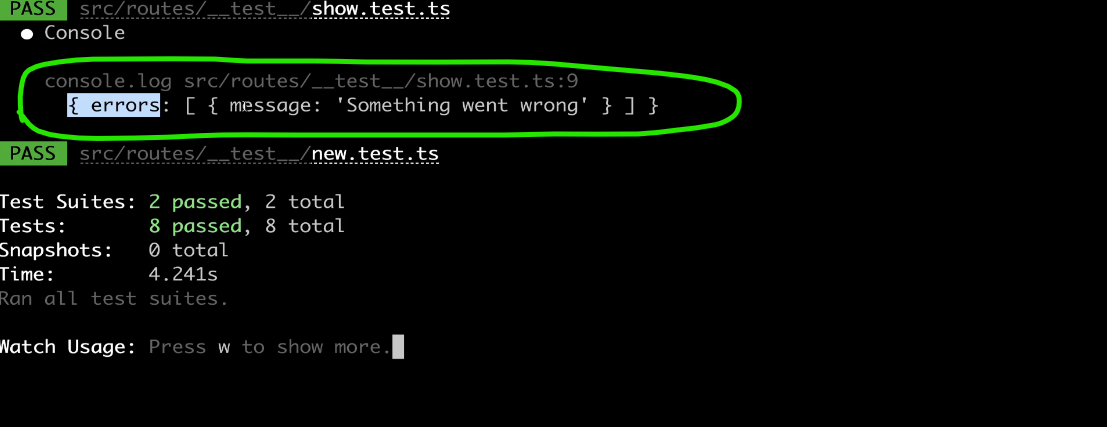 PASS src/routes/__test__/show.test.ts
● Console
console.log src/routes/__test__/show.test.ts:9
{ errors: [ { message: 'Something went wrong' } ] }
PASS src/routes/__test__/new.test.ts
Test Suites: 2 passed, 2 total
Tests: 8 passed, 8 total
Snapshots: 0 total
Time: 4.241s
Ran all test suites.
Watch Usage: Press w to show more.